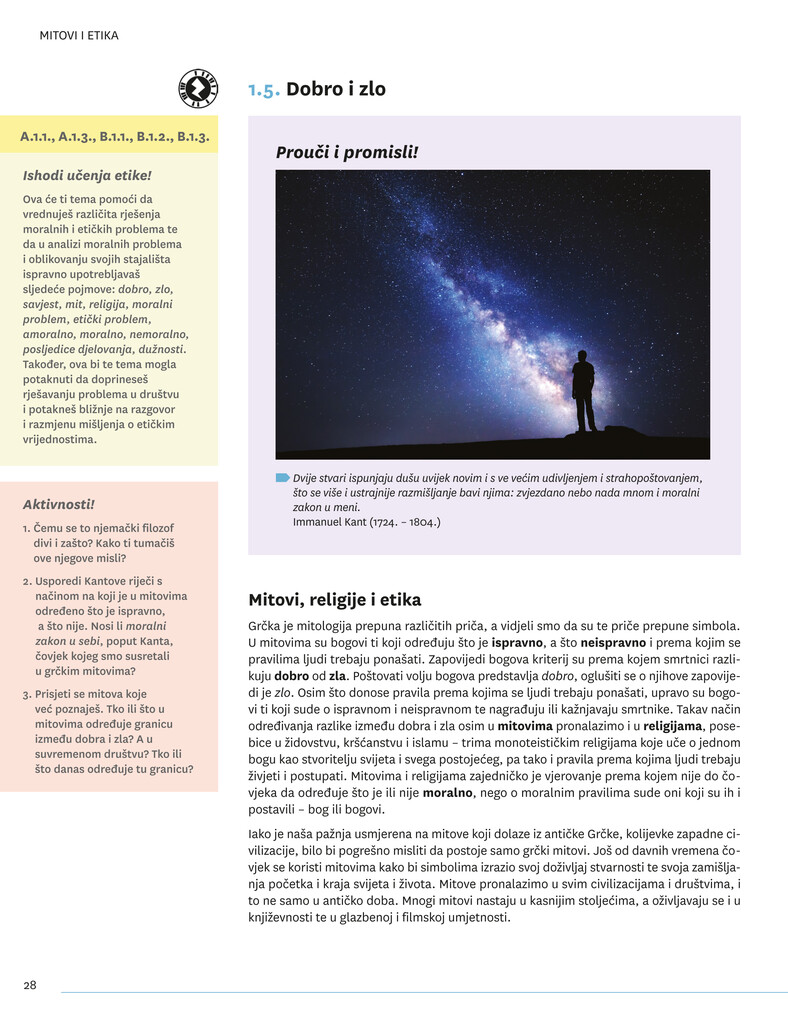 MITOVI I ETIKA
1.5. Dobro i zlo
A.1.1., A.1.3., B.1.1., B.1.2., B.1.3.
Ishodi učenja etike!
Ova će ti tema pomoći da
vrednuješ različita rješenja
moralnih i etičkih problema te
da u analizi moralnih problema
i oblikovanju svojih stajališta
ispravno upotrebljavaš
sljedeće pojmove: dobro, zlo,
savjest, mit, religija, moralni
problem, etički problem,
amoralno, moralno, nemoralno,
posljedice djelovanja, dužnosti.
Također, ova bi te tema mogla
potaknuti da doprineseš
rješavanju problema u društvu
i potakneš bližnje na razgovor
i razmjenu mišljenja o etičkim
vrijednostima.
Aktivnosti!
1. Čemu se to njemački filozof
divi i zašto? Kako ti tumačiš
ove njegove misli?
2. Usporedi Kantove riječi s
načinom na koji je u mitovima
određeno što je ispravno,
a što nije. Nosi li moralni
zakon u sebi, poput Kanta,
čovjek kojeg smo susretali
u grčkim mitovima?
3. Prisjeti se mitova koje
već poznaješ. Tko ili što u
mitovima određuje granicu
između dobra i zla? A u
suvremenom društvu? Tko ili
što danas određuje tu granicu?
Prouči i promisli!
Dvije stvari ispunjaju dušu uvijek novim i s ve većim udivljenjem i strahopoštovanjem,
što se više i ustrajnije razmišljanje bavi njima: zvjezdano nebo nada mnom i moralni
zakon u meni.
Immanuel Kant (1724. – 1804.)
Mitovi, religije i etika
Grčka je mitologija prepuna različitih priča, a vidjeli smo da su te priče prepune simbola.
U mitovima su bogovi ti koji određuju što je ispravno, a što neispravno i prema kojim se
pravilima ljudi trebaju ponašati. Zapovijedi bogova kriterij su prema kojem smrtnici razli-
kuju dobro od zla. Poštovati volju bogova predstavlja dobro, oglušiti se o njihove zapovije-
di je zlo. Osim što donose pravila prema kojima se ljudi trebaju ponašati, upravo su bogo-
vi ti koji sude o ispravnom i neispravnom te nagrađuju ili kažnjavaju smrtnike. Takav način
određivanja razlike između dobra i zla osim u mitovima pronalazimo i u religijama, pose-
bice u židovstvu, kršćanstvu i islamu – trima monoteističkim religijama koje uče o jednom
bogu kao stvoritelju svijeta i svega postojećeg, pa tako i pravila prema kojima ljudi trebaju
živjeti i postupati. Mitovima i religijama zajedničko je vjerovanje prema kojem nije do čo-
vjeka da određuje što je ili nije moralno, nego o moralnim pravilima sude oni koji su ih i
postavili – bog ili bogovi.
Iako je naša pažnja usmjerena na mitove koji dolaze iz antičke Grčke, kolijevke zapadne ci-
vilizacije, bilo bi pogrešno misliti da postoje samo grčki mitovi. Još od davnih vremena čo-
vjek se koristi mitovima kako bi simbolima izrazio svoj doživljaj stvarnosti te svoja zamišlja-
nja početka i kraja svijeta i života. Mitove pronalazimo u svim civilizacijama i društvima, i
to ne samo u antičko doba. Mnogi mitovi nastaju u kasnijim stoljećima, a oživljavaju se i u
književnosti te u glazbenoj i filmskoj umjetnosti.
28